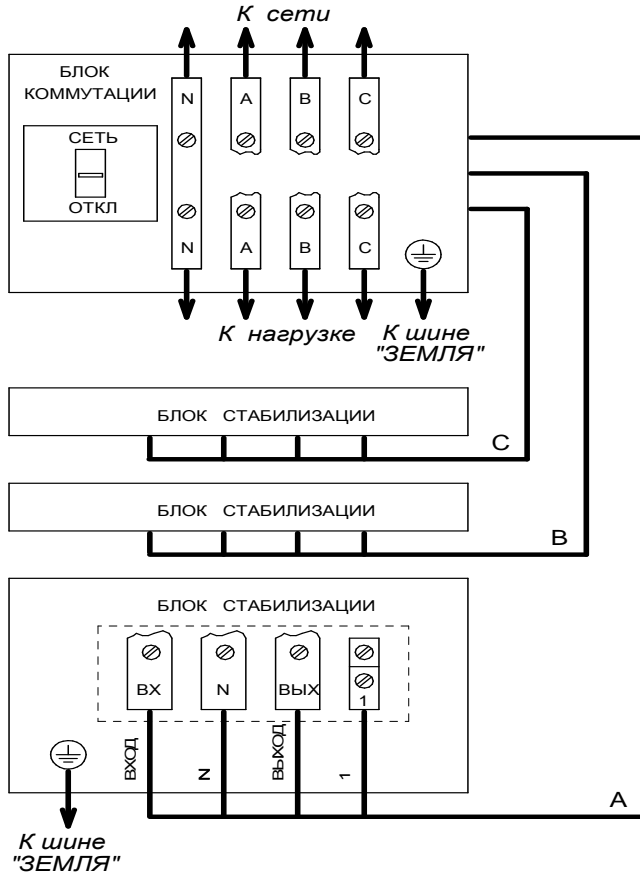 К сети
БЛОК
КОММУТАЦИИ
N A B C
СЕТЬ
ОТКЛ
N A B C
К нагрузке
К шине
"ЗЕМЛЯ"
БЛОК СТАБИЛИЗАЦИИ
C
БЛОК СТАБИЛИЗАЦИИ
B
БЛОК СТАБИЛИЗАЦИИ
ВХ N ВЫХ 1
ВХОД N ВЫХОД 1
A
К шине
"ЗЕМЛЯ"